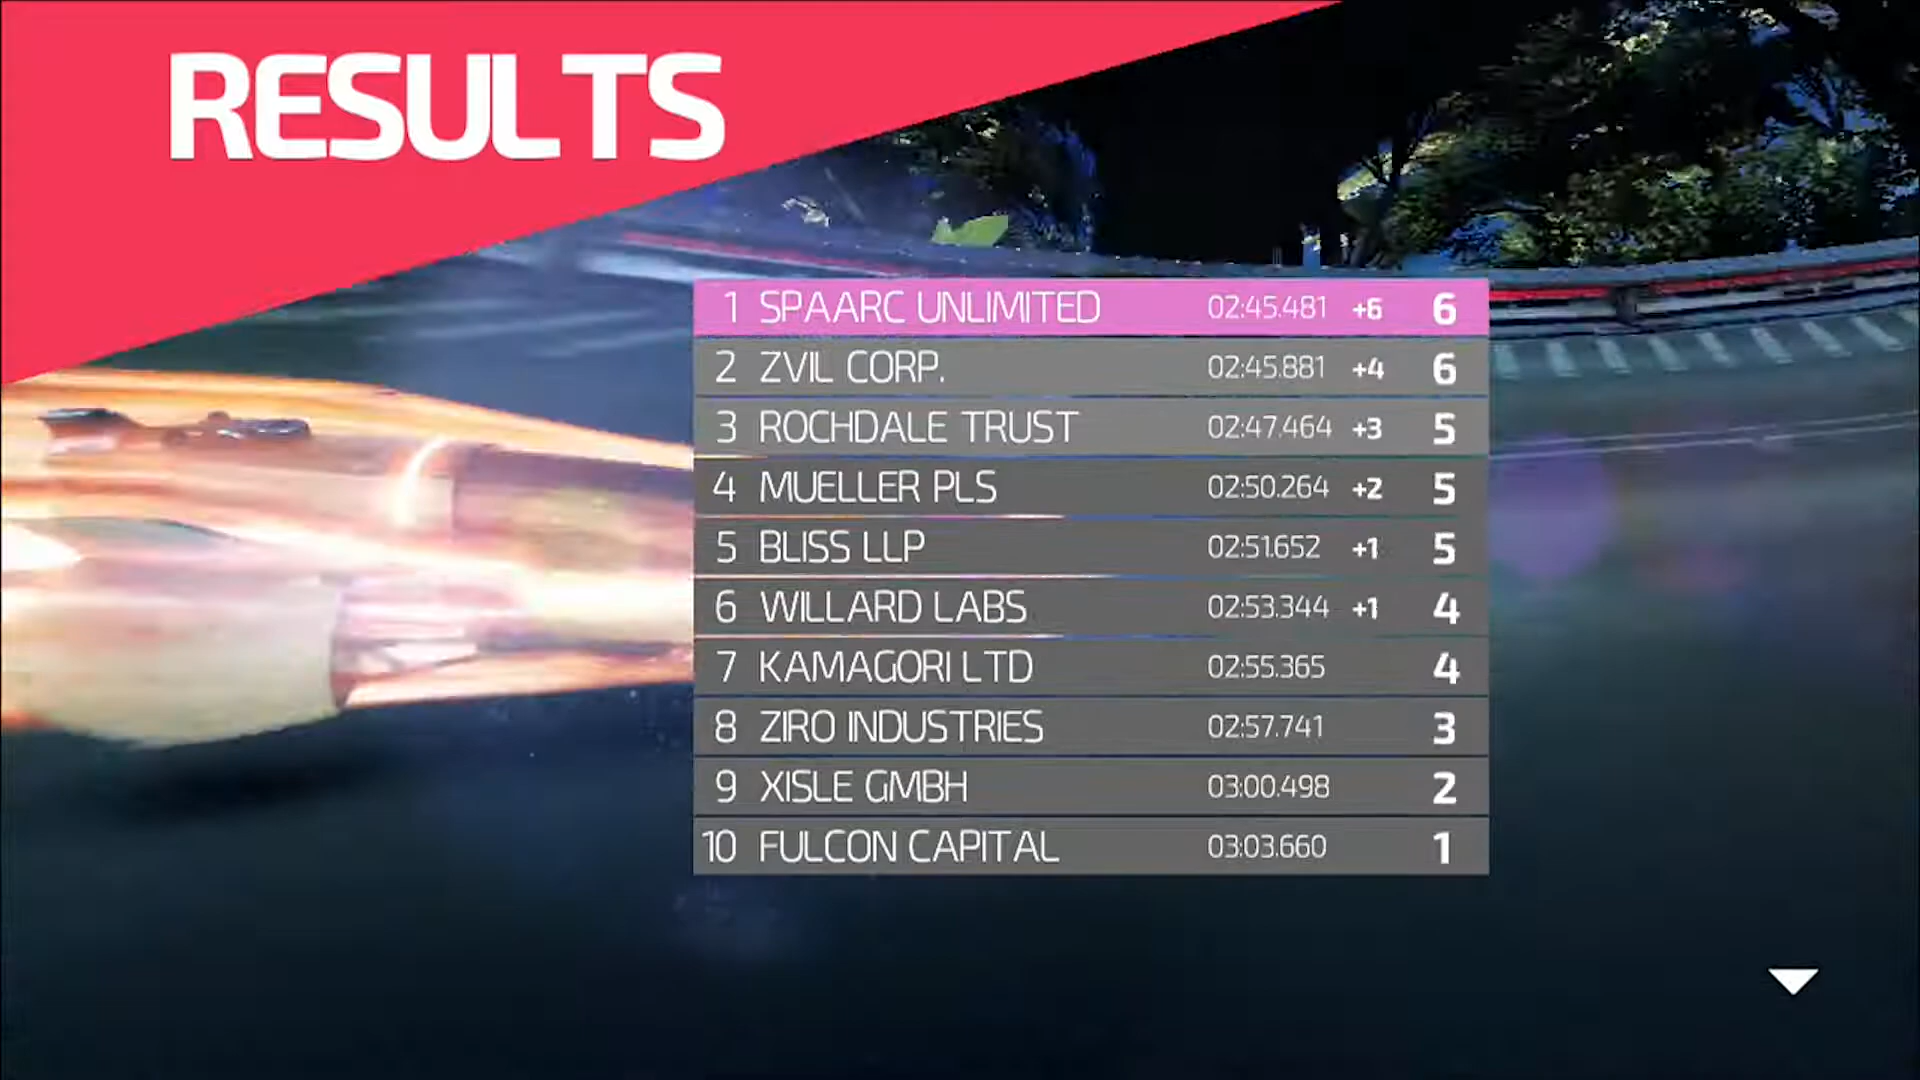 RESULTS
1 SPAARC UNLIMITED 02:45.481 +6 6
2 ZVIL CORP. 02:45.881 +4 6
3 ROCHDALE TRUST 02:47.464 +3 5
4 MUELLER PLS 02:50.264 +2 5
5 BLISS LLP 02:51.652 +1 5
6 WILLARD LABS 02:53.344 +1 4
7 KAMAGORI LTD 02:55.365 4
8 ZIRO INDUSTRIES 02:57.741 3
9 XISLE GMBH 03:00.498 2
10 FULCON CAPITAL 03:03.660 1